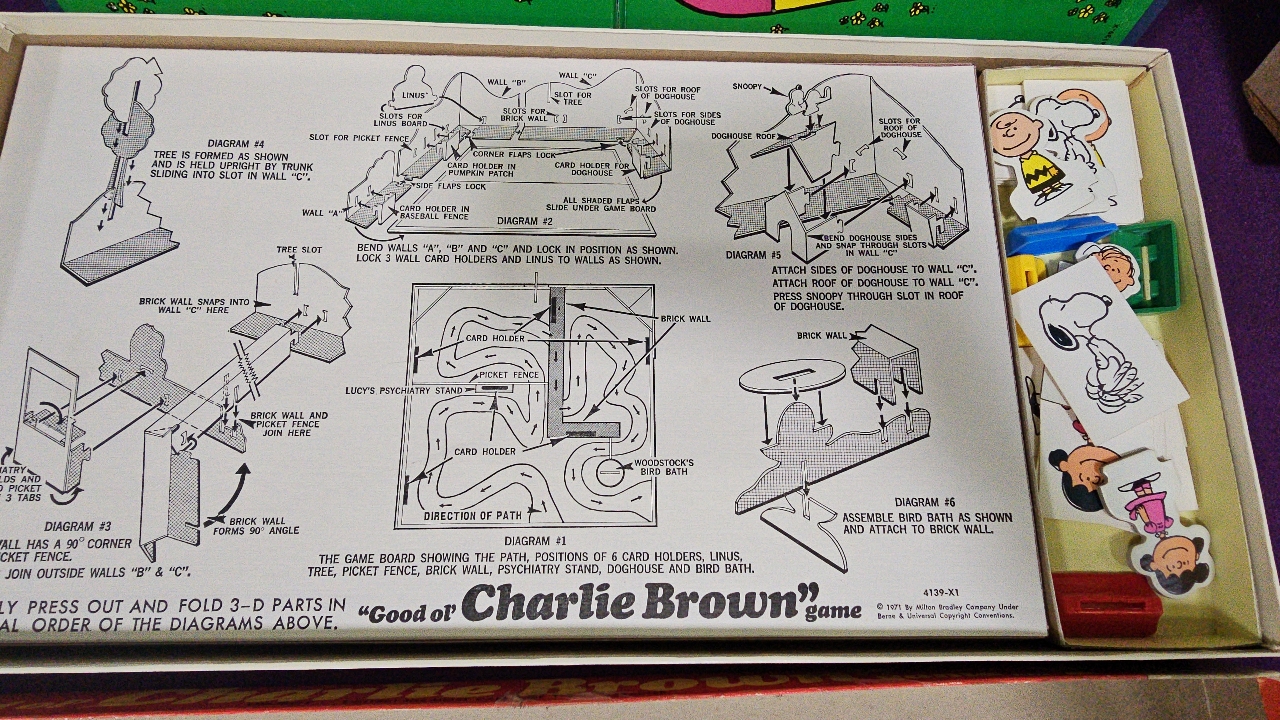 DIAGRAM #4
TREE IS FORMED AS SHOWN
AND IS HELD UPRIGHT BY TRUNK
SLIDING INTO SLOT IN WALL "C".
LINUS
WALL "B"
WALL "C"
SLOT FOR
TREE
SLOTS FOR ROOF
OF DOGHOUSE
SLOTS FOR
LINUS BOARD
SLOTS FOR
BRICK WALL
SLOTS FOR SIDES
OF DOGHOUSE
SLOT FOR PICKET FENCE
CORNER FLAPS LOCK
CARD HOLDER IN
PUMPKIN PATCH
CARD HOLDER FOR
DOGHOUSE
SIDE FLAPS LOCK
WALL "A"
CARD HOLDER IN
BASEBALL FENCE
ALL SHADED FLAPS
SLIDE UNDER GAME BOARD
DIAGRAM #2
BEND WALLS "A", "B" AND "C" AND LOCK IN POSITION AS SHOWN.
LOCK 3 WALL CARD HOLDERS AND LINUS TO WALLS AS SHOWN.
SNOOPY
DOGHOUSE ROOF
SLOTS FOR
ROOF OF
DOGHOUSE
BEND DOGHOUSE SIDES
AND SNAP THROUGH SLOTS
IN WALL "C"
DIAGRAM #5
ATTACH SIDES OF DOGHOUSE TO WALL "C".
ATTACH ROOF OF DOGHOUSE TO WALL "C".
PRESS SNOOPY THROUGH SLOT IN ROOF
OF DOGHOUSE.
TREE SLOT
BRICK WALL SNAPS INTO
WALL "C" HERE
BRICK WALL AND
PICKET FENCE
JOIN HERE
LDS AND
PICKET
3 TABS
BRICK WALL
FORMS 90° ANGLE
DIAGRAM #3
WALL HAS A 90° CORNER
PICKET FENCE.
JOIN OUTSIDE WALLS "B" & "C".
BRICK WALL
CARD HOLDER
PICKET FENCE
LUCY'S PSYCHIATRY STAND
CARD HOLDER
WOODSTOCK'S
BIRD BATH
DIRECTION OF PATH
DIAGRAM #1
THE GAME BOARD SHOWING THE PATH, POSITIONS OF 6 CARD HOLDERS, LINUS,
TREE, PICKET FENCE, BRICK WALL, PSYCHIATRY STAND, DOGHOUSE AND BIRD BATH.
BRICK WALL
DIAGRAM #6
ASSEMBLE BIRD BATH AS SHOWN
AND ATTACH TO BRICK WALL.
LY PRESS OUT AND FOLD 3-D PARTS IN
AL ORDER OF THE DIAGRAMS ABOVE.
"Good ol' Charlie Brown" game
4139-X1
© 1971 By Milton Bradley Company Under
Berne & Universal Copyright Conventions.
Charlie Brown